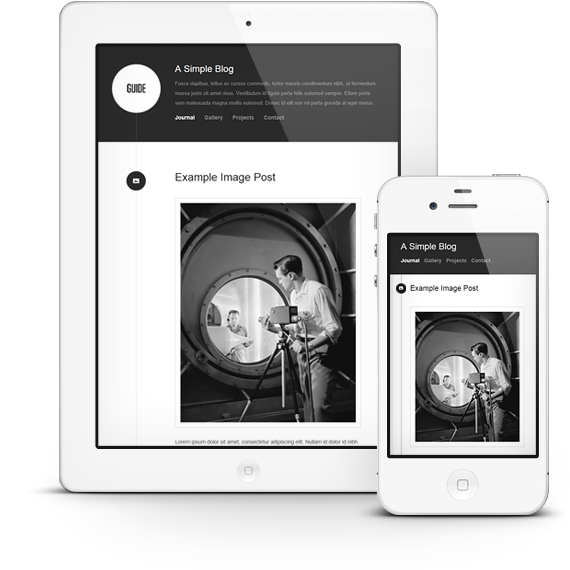 A Simple Blog
GUIDE
Fusce dapibus, tellus ac cursus commodo, tortor mauris condimentum nibh, ut fermentum
massa justo sit amet risus. Vestibulum id ligula porta felis euismod semper. Etiam porta
sem malesuada magna mollis euismod. Donec id elit non mi porta gravida at eget metus.
Journal Gallery Projects Contact
Example Image Post
Lorem ipsum dolor sit amet, consectetur adipiscing elit. Nullam id dolor id nibh
A Simple Blog
Journal Gallery Projects Contact
Example Image Post